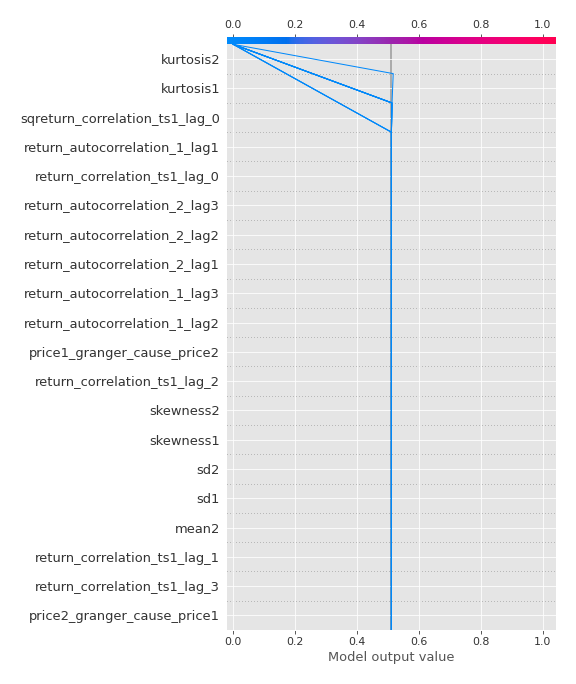 0.0 0.2 0.4 0.6 0.8 1.0
kurtosis2
kurtosis1
sqreturn_correlation_ts1_lag_0
return_autocorrelation_1_lag1
return_correlation_ts1_lag_0
return_autocorrelation_2_lag3
return_autocorrelation_2_lag2
return_autocorrelation_2_lag1
return_autocorrelation_1_lag3
return_autocorrelation_1_lag2
price1_granger_cause_price2
return_correlation_ts1_lag_2
skewness2
skewness1
sd2
sd1
mean2
return_correlation_ts1_lag_1
return_correlation_ts1_lag_3
price2_granger_cause_price1
0.0 0.2 0.4 0.6 0.8 1.0
Model output value